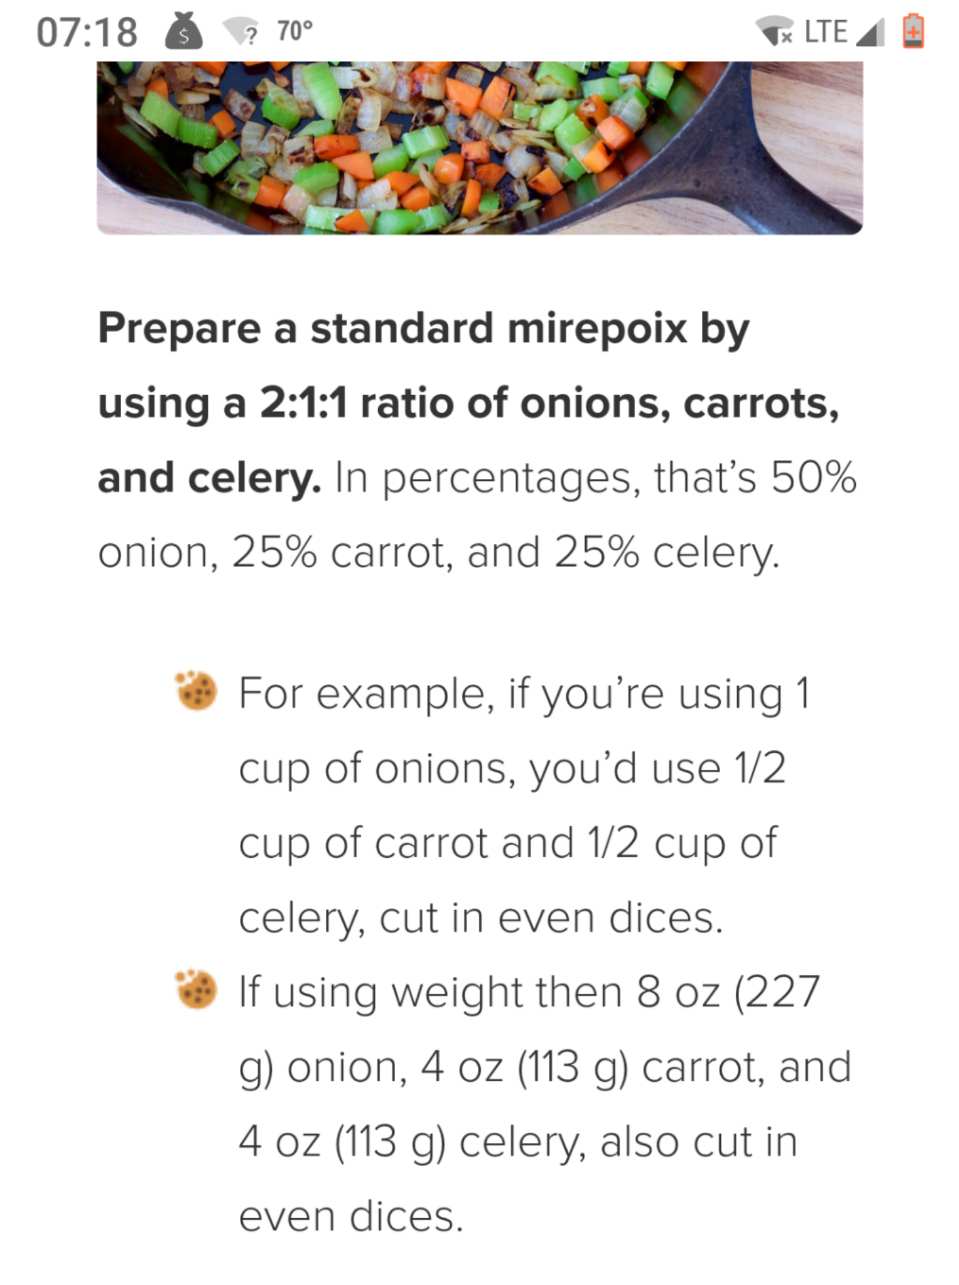 07:18 $ ? 70° x LTE
Prepare a standard mirepoix by
using a 2:1:1 ratio of onions, carrots,
and celery. In percentages, that’s 50%
onion, 25% carrot, and 25% celery.
For example, if you’re using 1
cup of onions, you’d use 1/2
cup of carrot and 1/2 cup of
celery, cut in even dices.
If using weight then 8 oz (227
g) onion, 4 oz (113 g) carrot, and
4 oz (113 g) celery, also cut in
even dices.